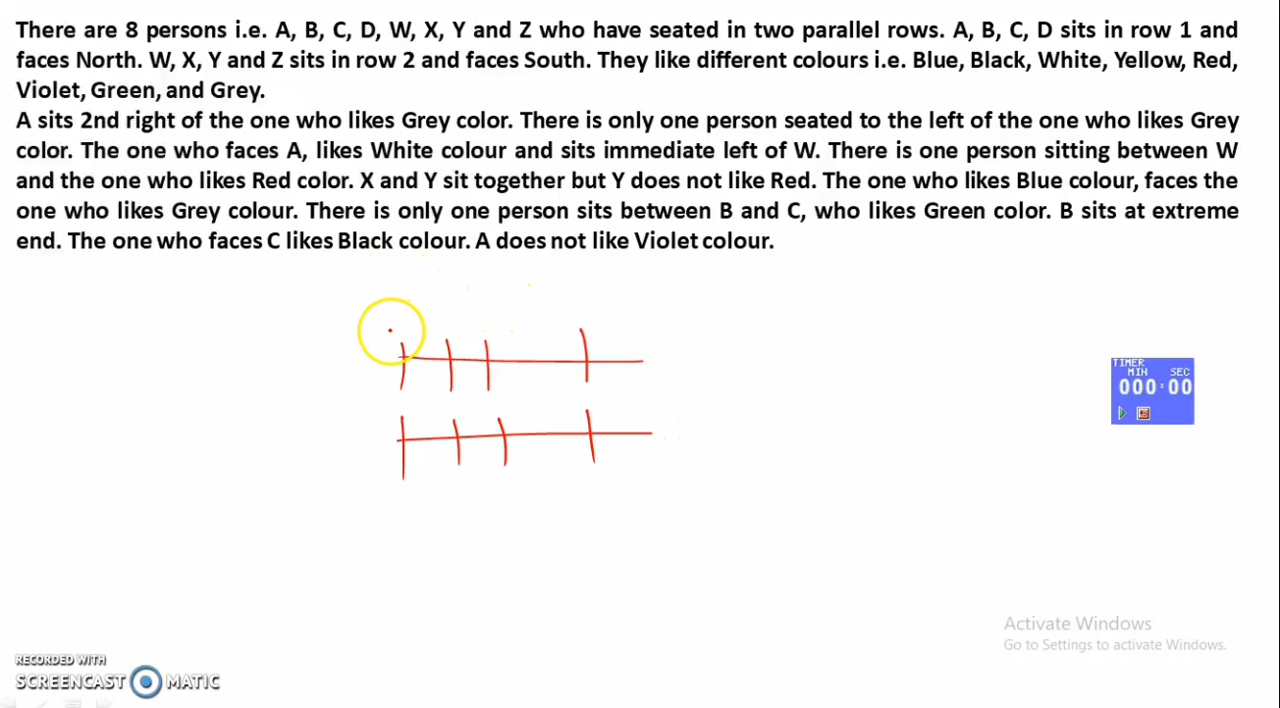 There are 8 persons i.e. A, B, C, D, W, X, Y and Z who have seated in two parallel rows. A, B, C, D sits in row 1 and
faces North. W, X, Y and Z sits in row 2 and faces South. They like different colours i.e. Blue, Black, White, Yellow, Red,
Violet, Green, and Grey.
A sits 2nd right of the one who likes Grey color. There is only one person seated to the left of the one who likes Grey
color. The one who faces A, likes White colour and sits immediate left of W. There is one person sitting between W
and the one who likes Red color. X and Y sit together but Y does not like Red. The one who likes Blue colour, faces the
one who likes Grey colour. There is only one person sits between B and C, who likes Green color. B sits at extreme
end. The one who faces C likes Black colour. A does not like Violet colour.
TIMER
MIN SEC
000:00
Activate Windows
Go to Settings to activate Windows.
RECORDED WITH
SCREENCAST MATIC